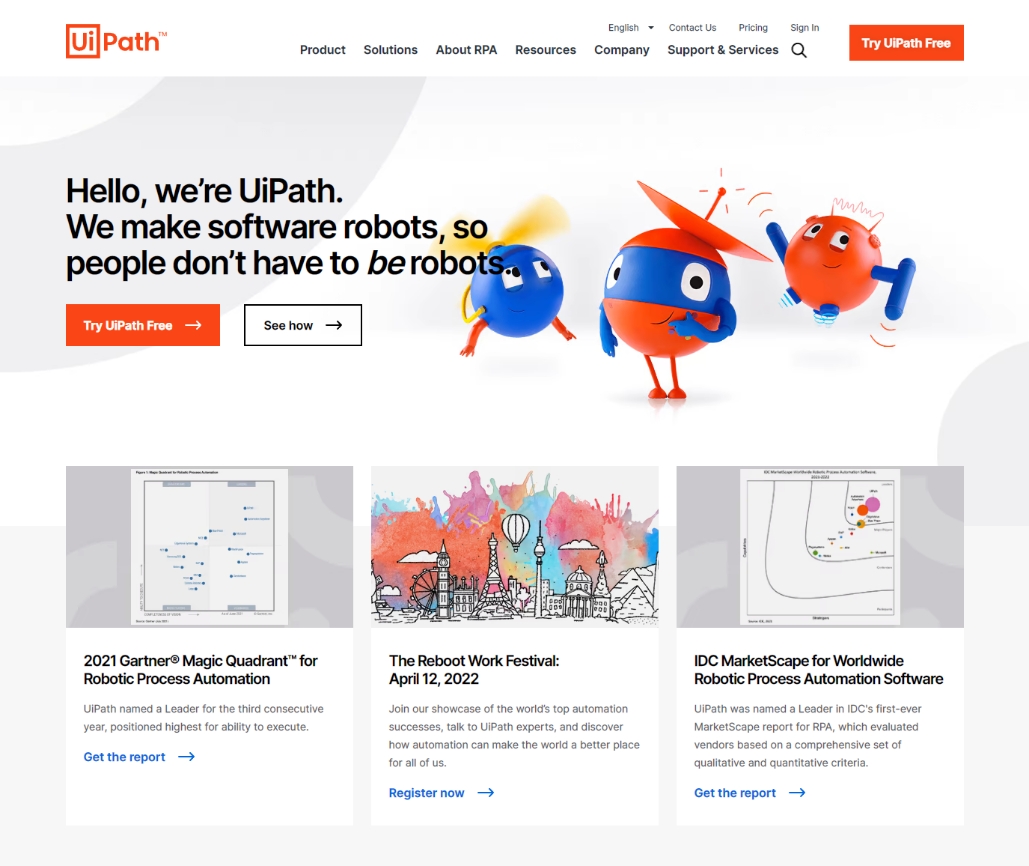 UiPath™
English
Contact Us
Pricing
Sign In
Product
Solutions
About RPA
Resources
Company
Support & Services
Try UiPath Free
Hello, we’re UiPath.
We make software robots, so
people don’t have to be robots.
Try UiPath Free
See how
Figure 1: Magic Quadrant for Robotic Process Automation
IDC MarketScape Worldwide Robotic Process Automation Software,
2021 Gartner® Magic Quadrant™ for
Robotic Process Automation
UiPath named a Leader for the third consecutive
year, positioned highest for ability to execute.
Get the report
The Reboot Work Festival:
April 12, 2022
Join our showcase of the world’s top automation
successes, talk to UiPath experts, and discover
how automation can make the world a better place
for all of us.
Register now
IDC MarketScape for Worldwide
Robotic Process Automation Software
UiPath was named a Leader in IDC’s first-ever
MarketScape report for RPA, which evaluated
vendors based on a comprehensive set of
qualitative and quantitative criteria.
Get the report